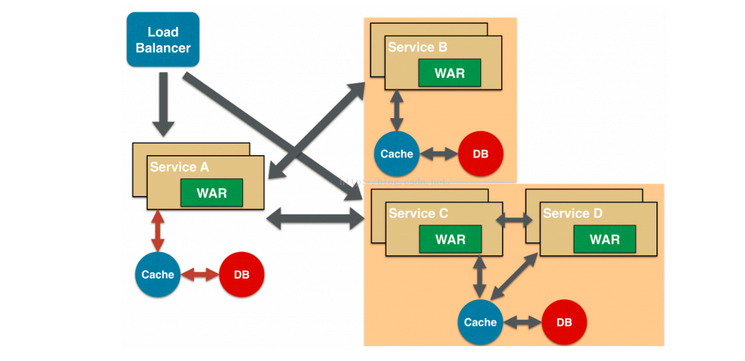 Load
Balancer
Service B
WAR
Cache
DB
Service A
WAR
Cache
DB
Service C
WAR
Service D
WAR
Cache
DB